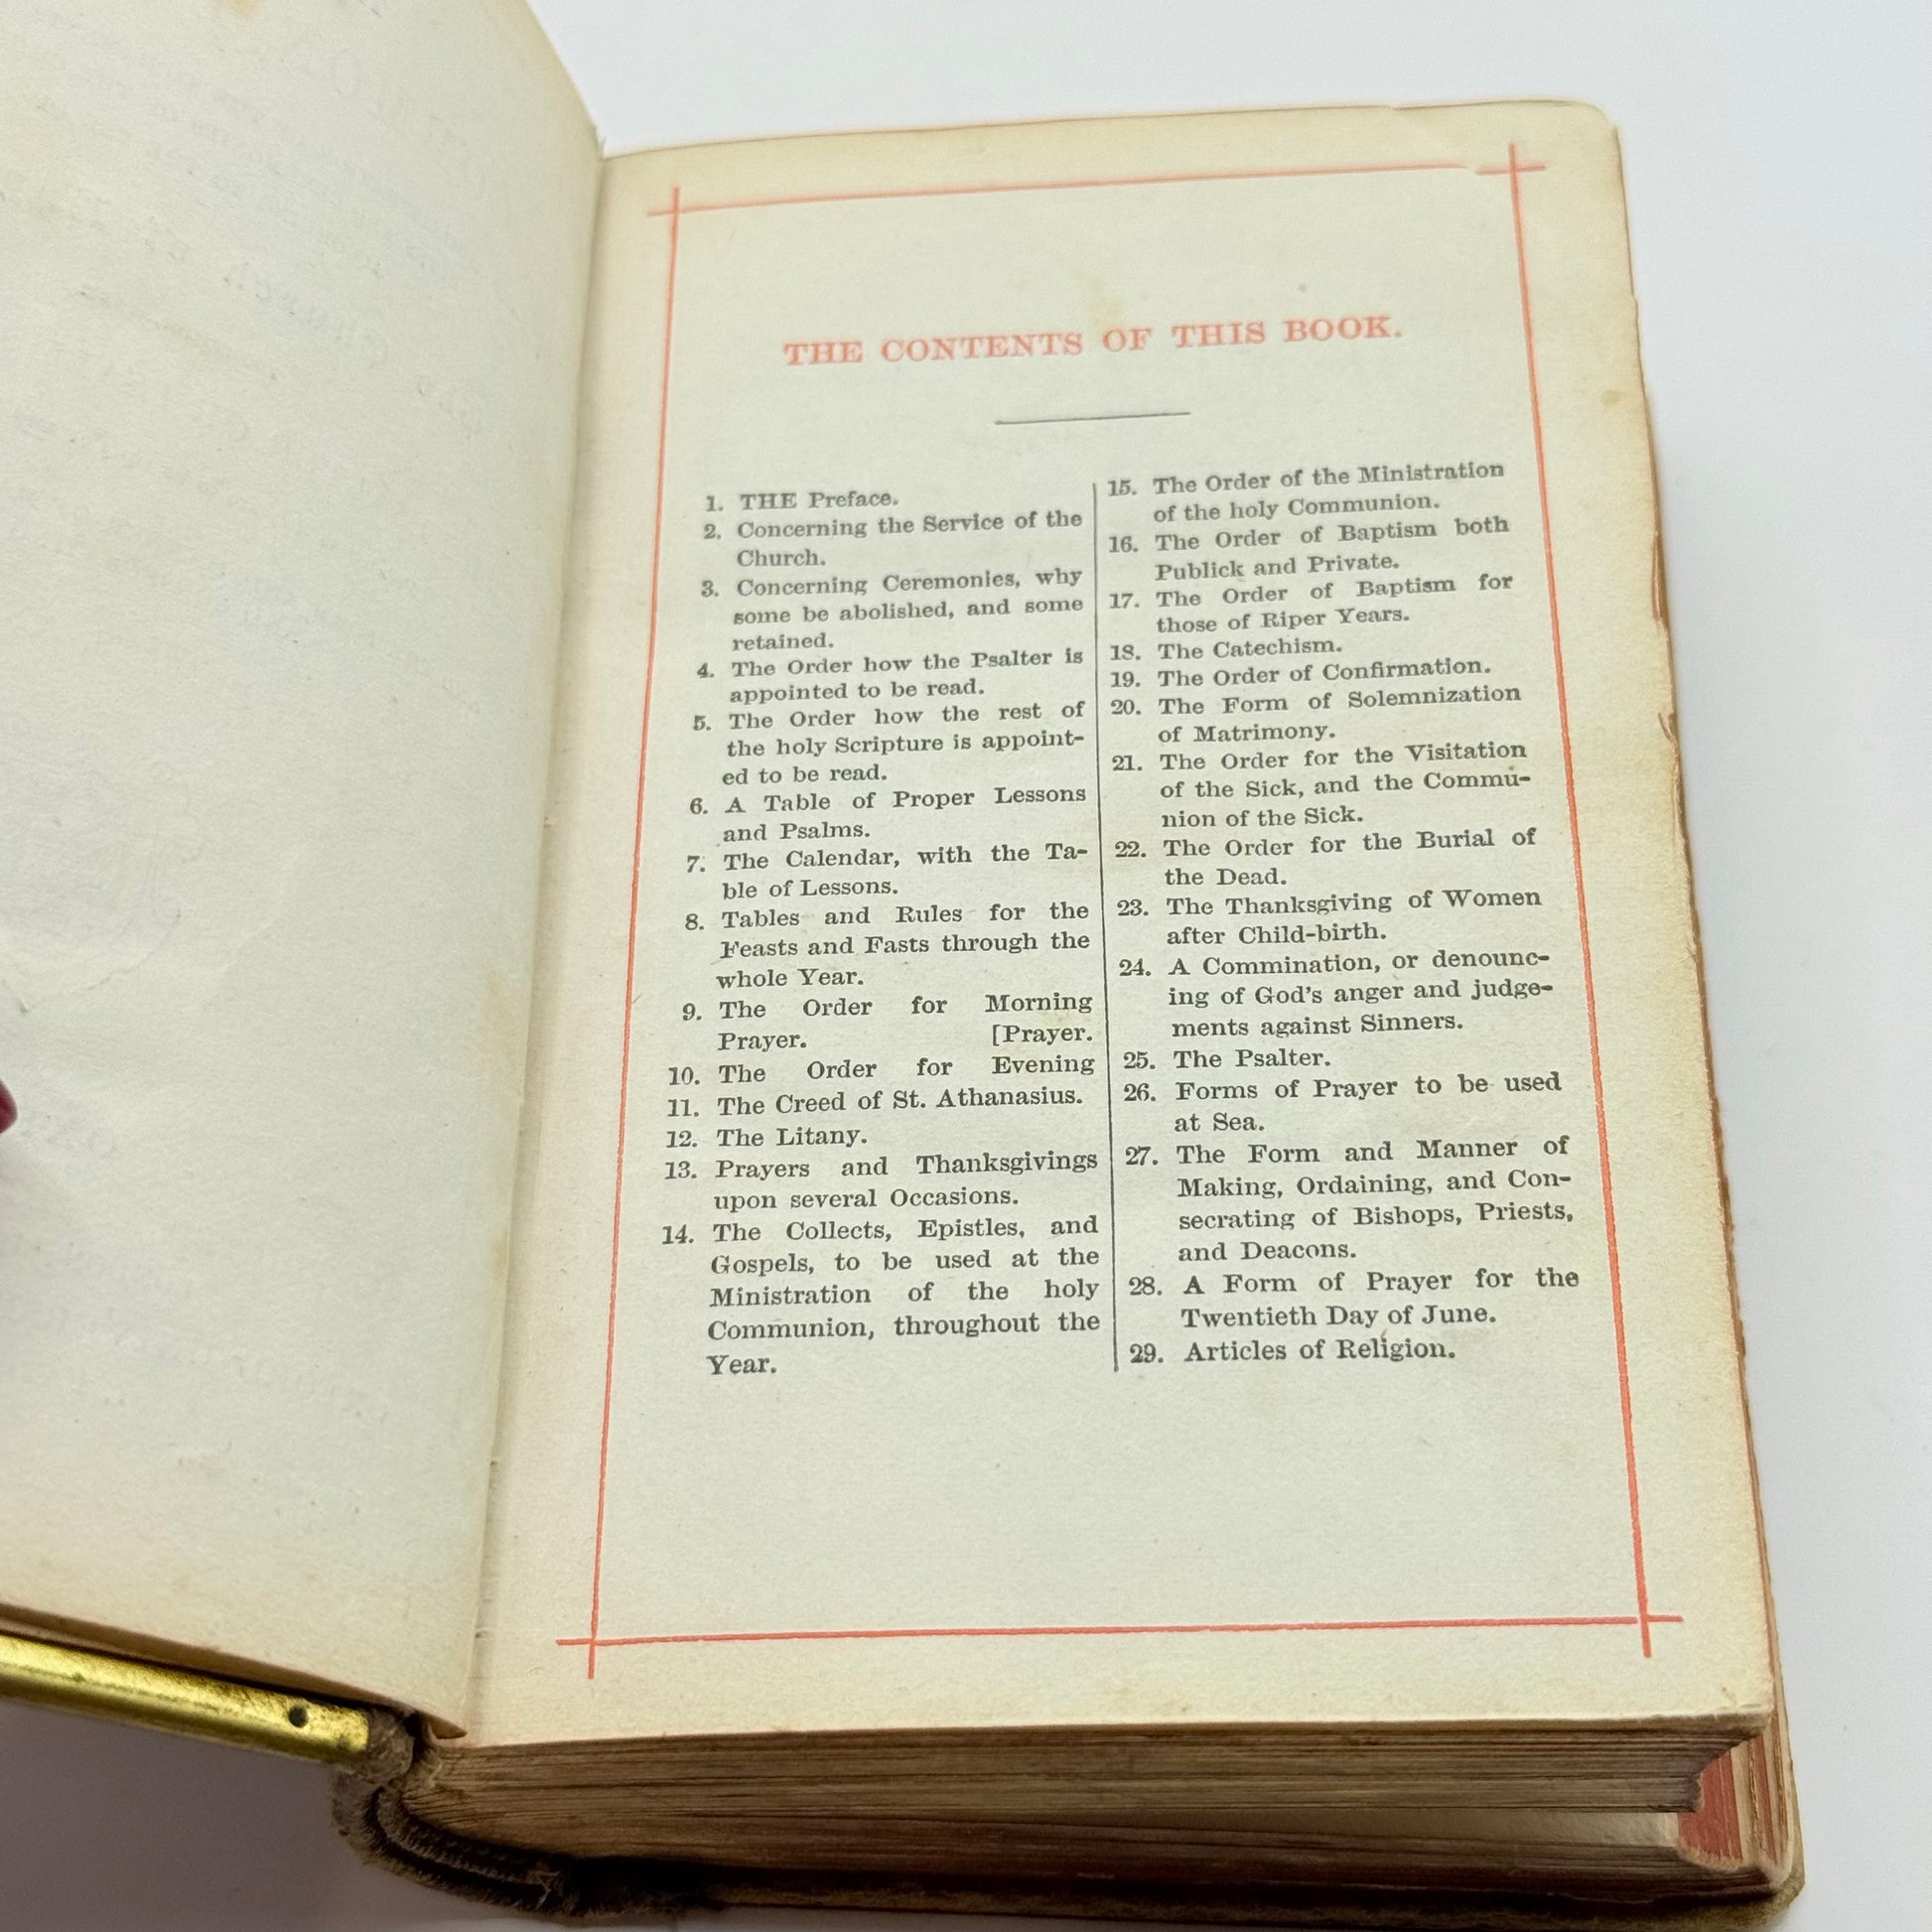 THE CONTENTS OF THIS BOOK.
1. THE Preface.
2. Concerning the Service of the
Church.
3. Concerning Ceremonies, why
some be abolished, and some
retained.
4. The Order how the Psalter is
appointed to be read.
5. The Order how the rest of
the holy Scripture is appoint-
ed to be read.
6. A Table of Proper Lessons
and Psalms.
7. The Calendar, with the Ta-
ble of Lessons.
8. Tables and Rules for the
Feasts and Fasts through the
whole Year.
9. The Order for Morning
Prayer. [Prayer.
10. The Order for Evening
11. The Creed of St. Athanasius.
12. The Litany.
13. Prayers and Thanksgivings
upon several Occasions.
14. The Collects, Epistles, and
Gospels, to be used at the
Ministration of the holy
Communion, throughout the
Year.
15. The Order of the Ministration
of the holy Communion.
16. The Order of Baptism both
Publick and Private.
17. The Order of Baptism for
those of Riper Years.
18. The Catechism.
19. The Order of Confirmation.
20. The Form of Solemnization
of Matrimony.
21. The Order for the Visitation
of the Sick, and the Commu-
nion of the Sick.
22. The Order for the Burial of
the Dead.
23. The Thanksgiving of Women
after Child-birth.
24. A Commination, or denounc-
ing of God's anger and judge-
ments against Sinners.
25. The Psalter.
26. Forms of Prayer to be used
at Sea.
27. The Form and Manner of
Making, Ordaining, and Con-
secrating of Bishops, Priests,
and Deacons.
28. A Form of Prayer for the
Twentieth Day of June.
29. Articles of Religion.